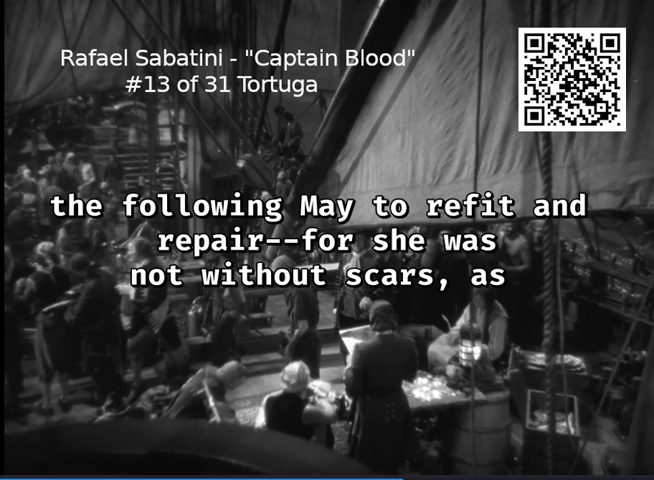 Rafael Sabatini - "Captain Blood"
#13 of 31 Tortuga
the following May to refit and
repair--for she was
not without scars, as